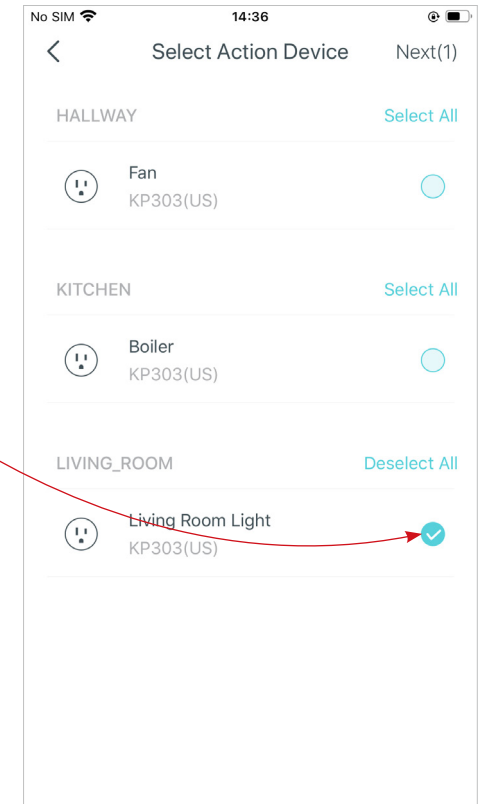 No SIM 14:36
Select Action Device Next(1)
HALLWAY Select All
Fan
KP303(US)
KITCHEN Select All
Boiler
KP303(US)
LIVING_ROOM Deselect All
Living Room Light
KP303(US)